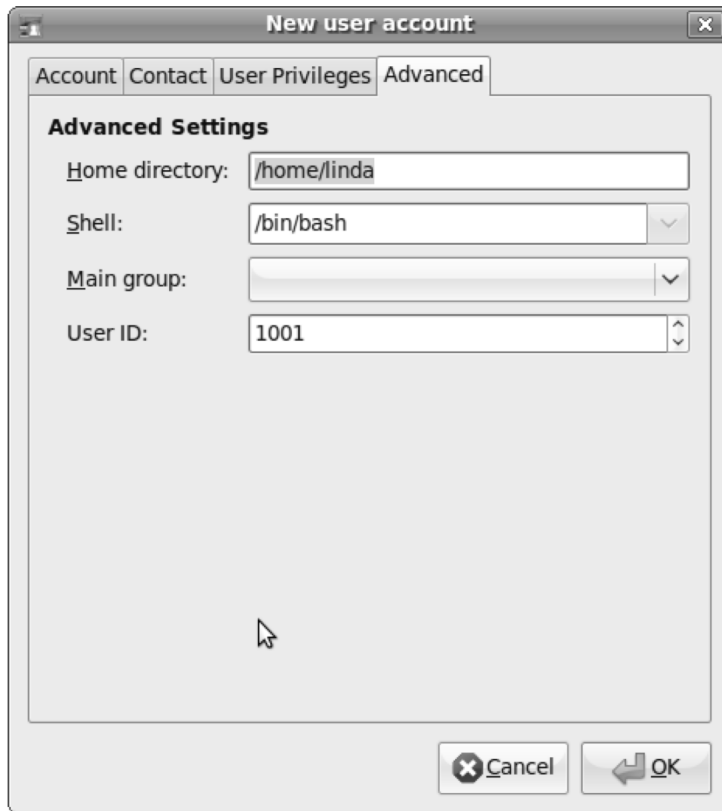 New user account
Account Contact User Privileges Advanced
Advanced Settings
Home directory: /home/linda
Shell: /bin/bash
Main group:
User ID: 1001
Cancel OK